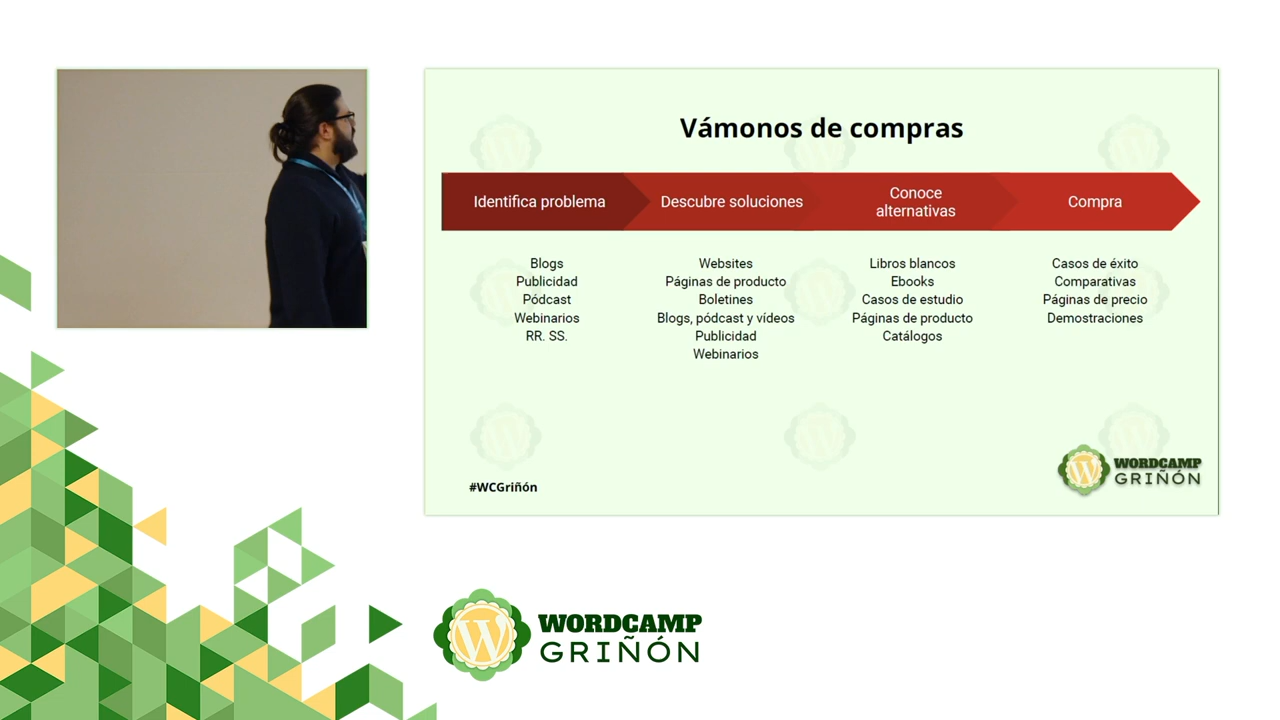 Vámonos de compras
Identifica problema
Descubre soluciones
Conoce
alternativas
Compra
Blogs
Publicidad
Pódcast
Webinarios
RR. SS.
Websites
Páginas de producto
Boletines
Blogs, pódcast y vídeos
Publicidad
Webinarios
Libros blancos
Ebooks
Casos de estudio
Páginas de producto
Catálogos
Casos de éxito
Comparativas
Páginas de precio
Demostraciones
#WCGriñón
WORDCAMP
GRIÑÓN
WORDCAMP
GRIÑÓN